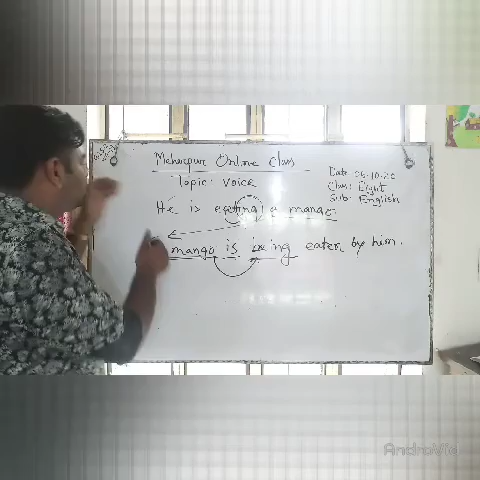 Meherpur Online Class
Topic: Voice
Date 06.10.20
Class: Eight
Sub: English
He is eating a mango
mango is being eaten by him.
AndroVid